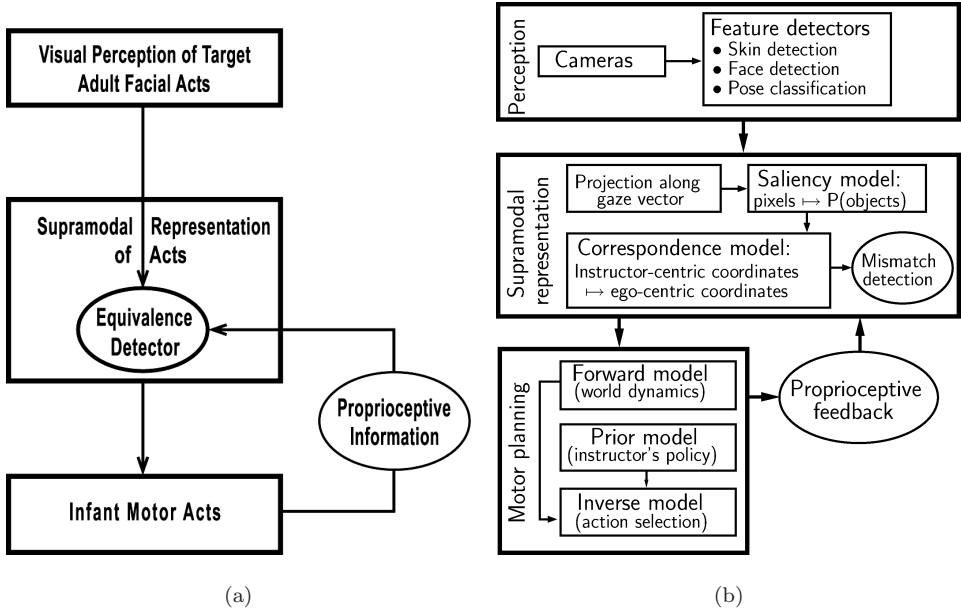 Visual Perception of Target
Adult Facial Acts
Supramodal Representation
of Acts
Equivalence
Detector
Proprioceptive
Information
Infant Motor Acts
(a)
Perception
Cameras
Feature detectors
• Skin detection
• Face detection
• Pose classification
Supramodal
representation
Projection along
gaze vector
Saliency model:
pixels ↦ P(objects)
Correspondence model:
Instructor-centric coordinates
↦ ego-centric coordinates
Mismatch
detection
Motor planning
Forward model
(world dynamics)
Prior model
(instructor's policy)
Inverse model
(action selection)
Proprioceptive
feedback
(b)